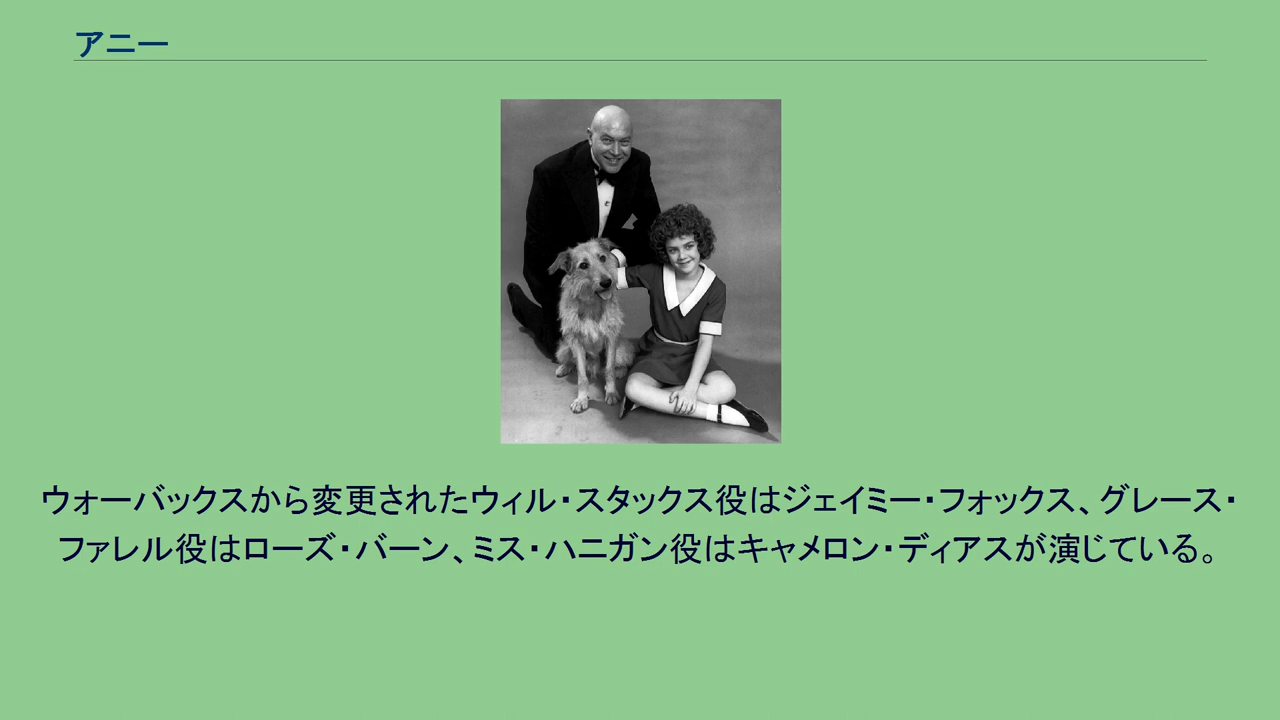 アニー
ウォーバックスから変更されたウィル・スタックス役はジェイミー・フォックス、グレース・
ファレル役はローズ・バーン、ミス・ハニガン役はキャメロン・ディアスが演じている。